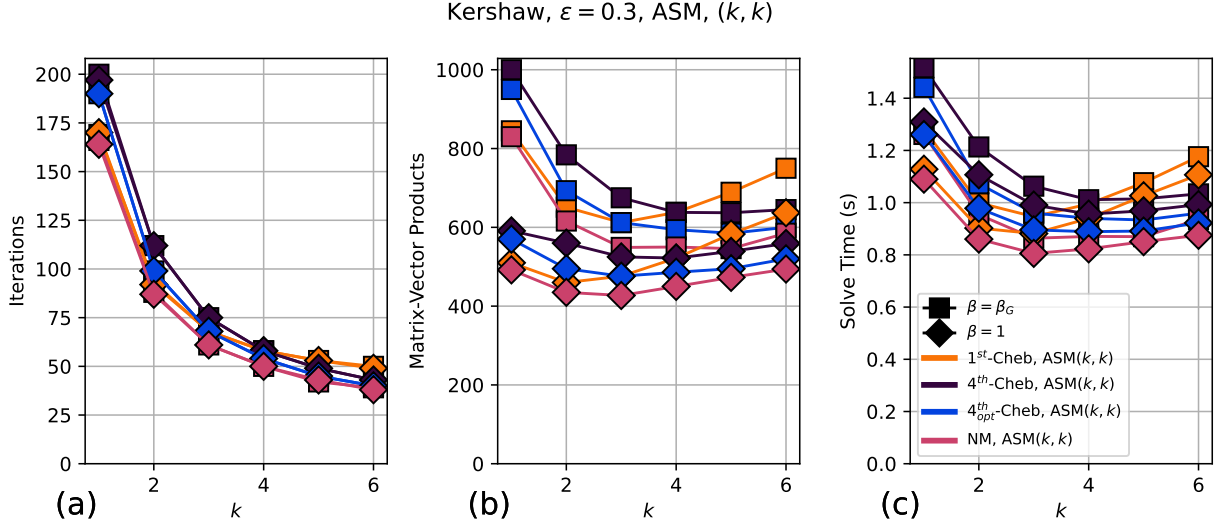 Kershaw, ε = 0.3, ASM, (k, k)
200
175
150
125
100
75
50
25
0
Iterations
2
4
6
k
(a)
1000
800
600
400
200
0
Matrix-Vector Products
2
4
6
k
(b)
1.4
1.2
1.0
0.8
0.6
0.4
0.2
0.0
Solve Time (s)
β = β_G
β = 1
1^{st}-Cheb, ASM(k, k)
4^{th}-Cheb, ASM(k, k)
4^{th}_{opt}-Cheb, ASM(k, k)
NM, ASM(k, k)
2
4
6
k
(c)